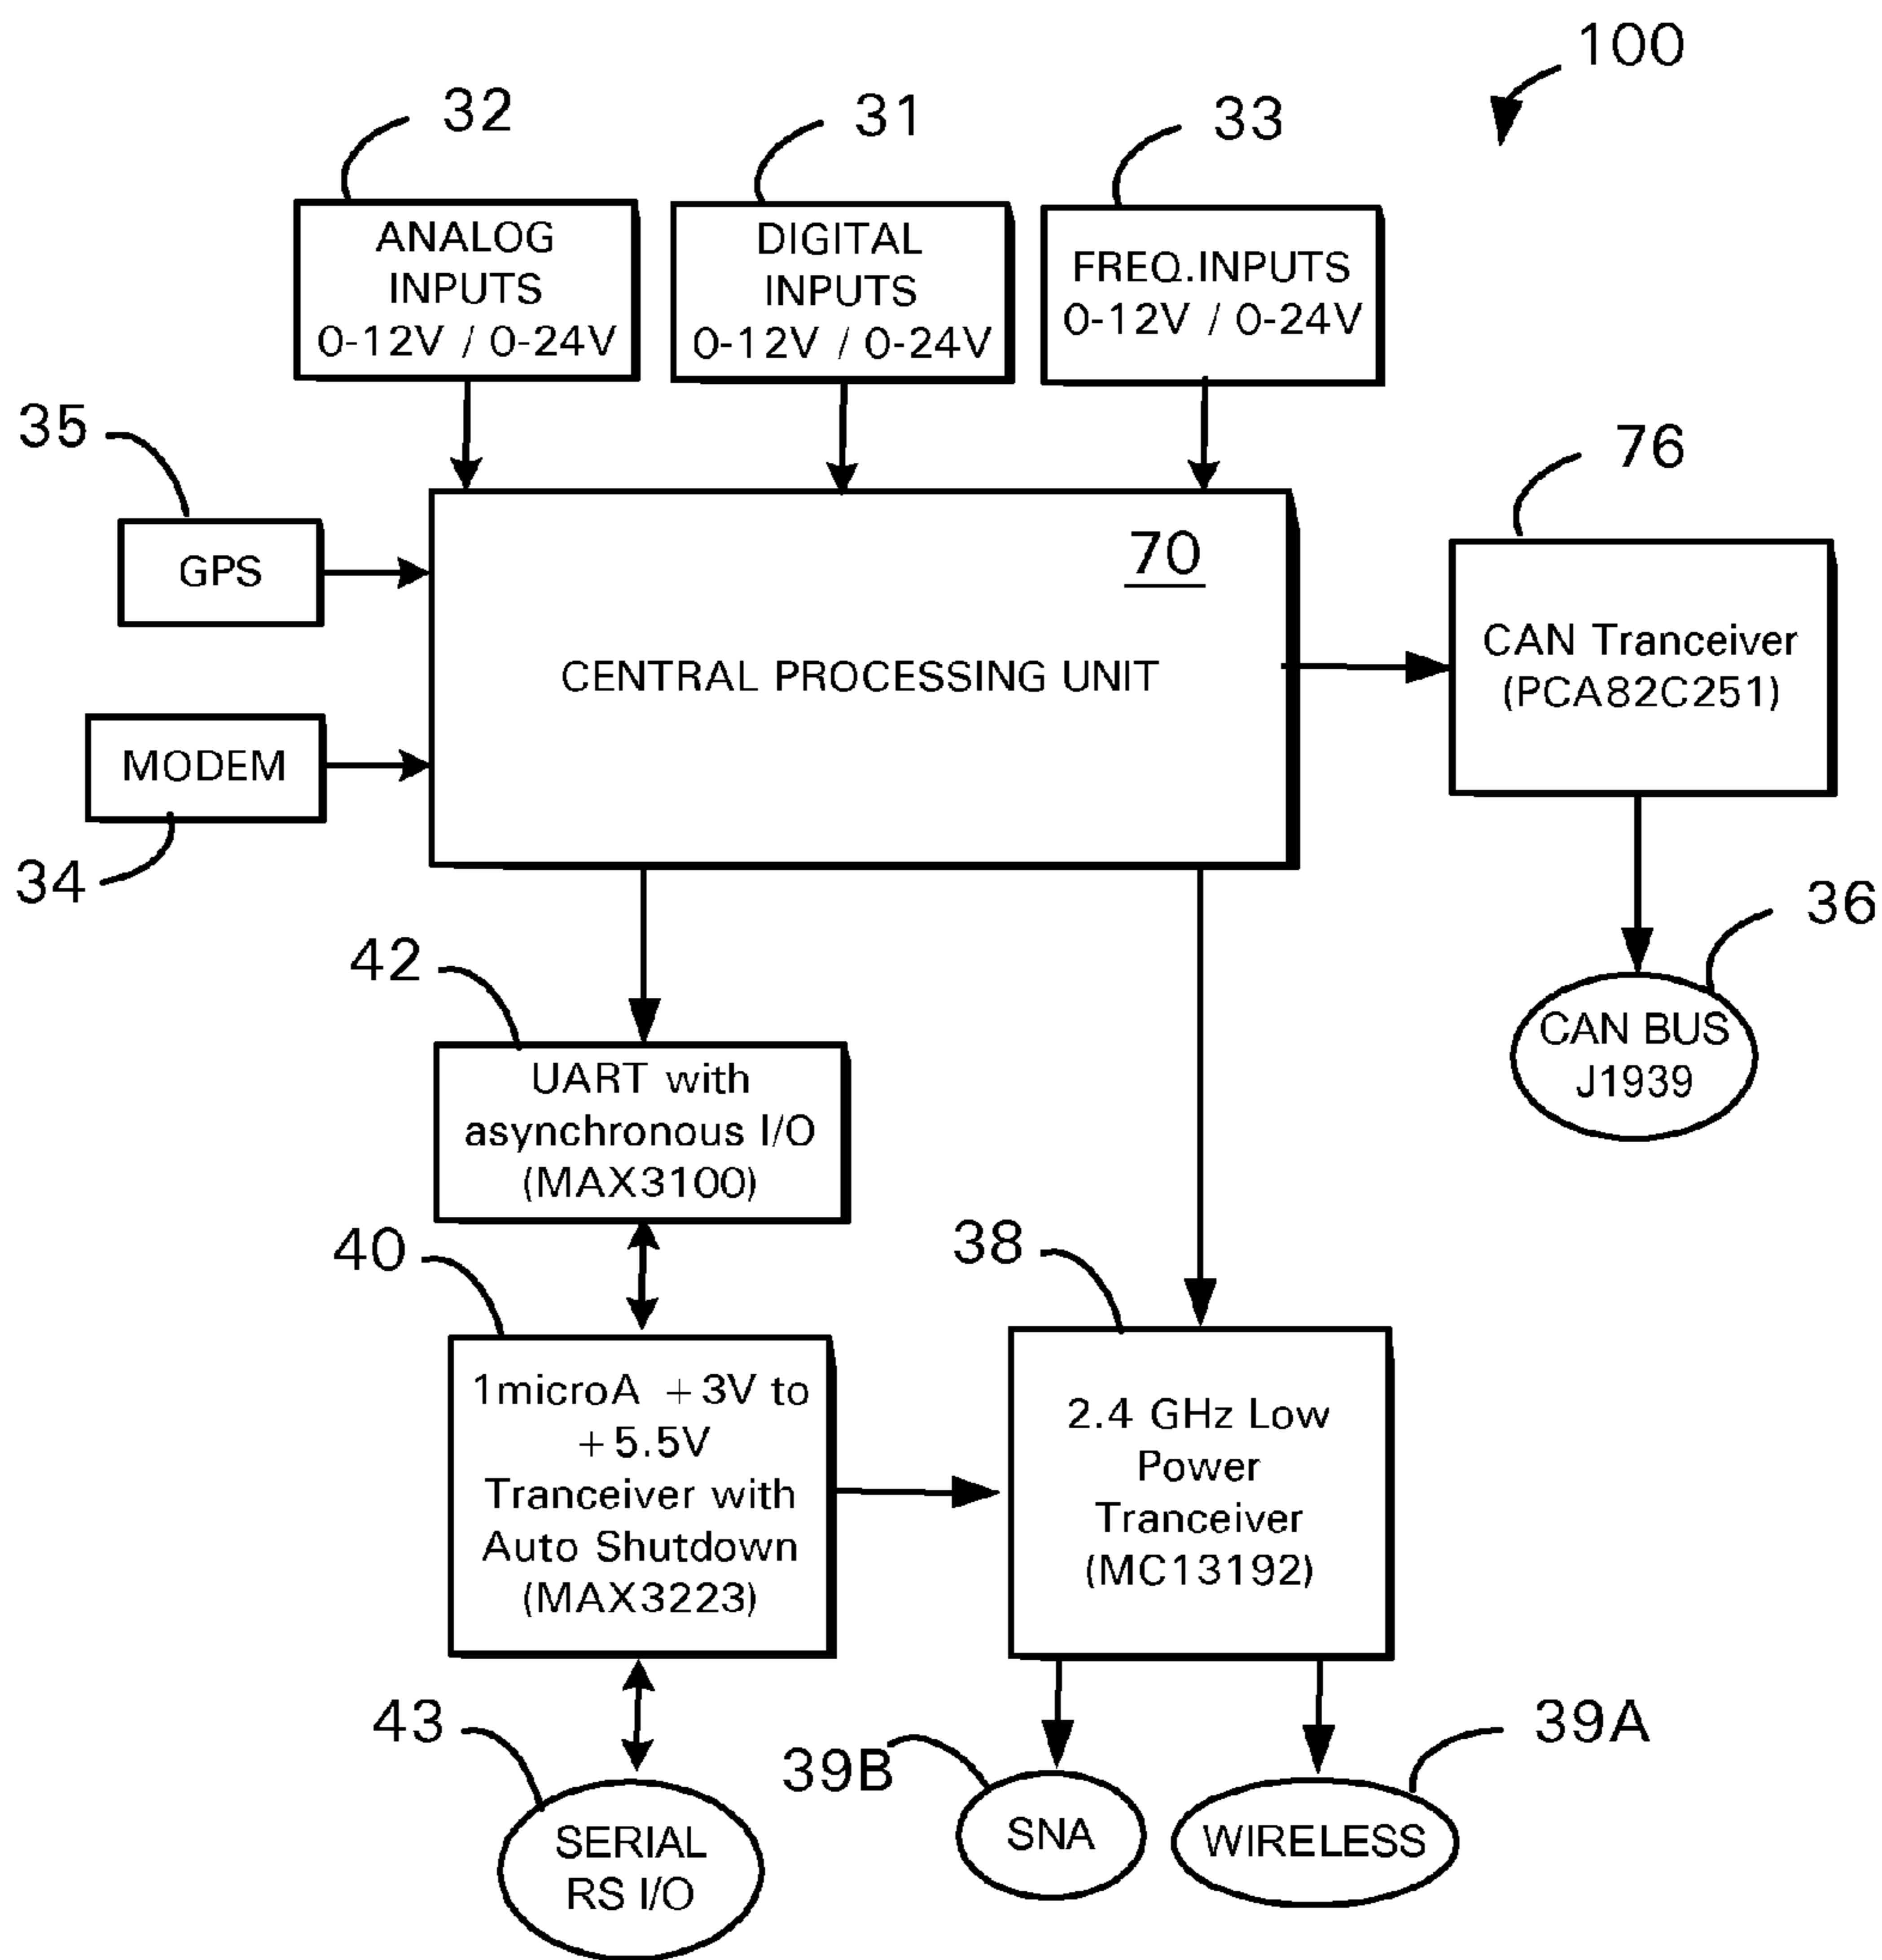 100
32
31
33
ANALOG
INPUTS
0-12V / 0-24V
DIGITAL
INPUTS
0-12V / 0-24V
FREQ.INPUTS
0-12V / 0-24V
35
GPS
70
CENTRAL PROCESSING UNIT
76
CAN Tranceiver
(PCA82C251)
MODEM
34
36
CAN BUS
J1939
42
UART with
asynchronous I/O
(MAX3100)
40
1microA +3V to
+5.5V
Tranceiver with
Auto Shutdown
(MAX3223)
38
2.4 GHz Low
Power
Tranceiver
(MC13192)
43
SERIAL
RS I/O
39B
SNA
39A
WIRELESS